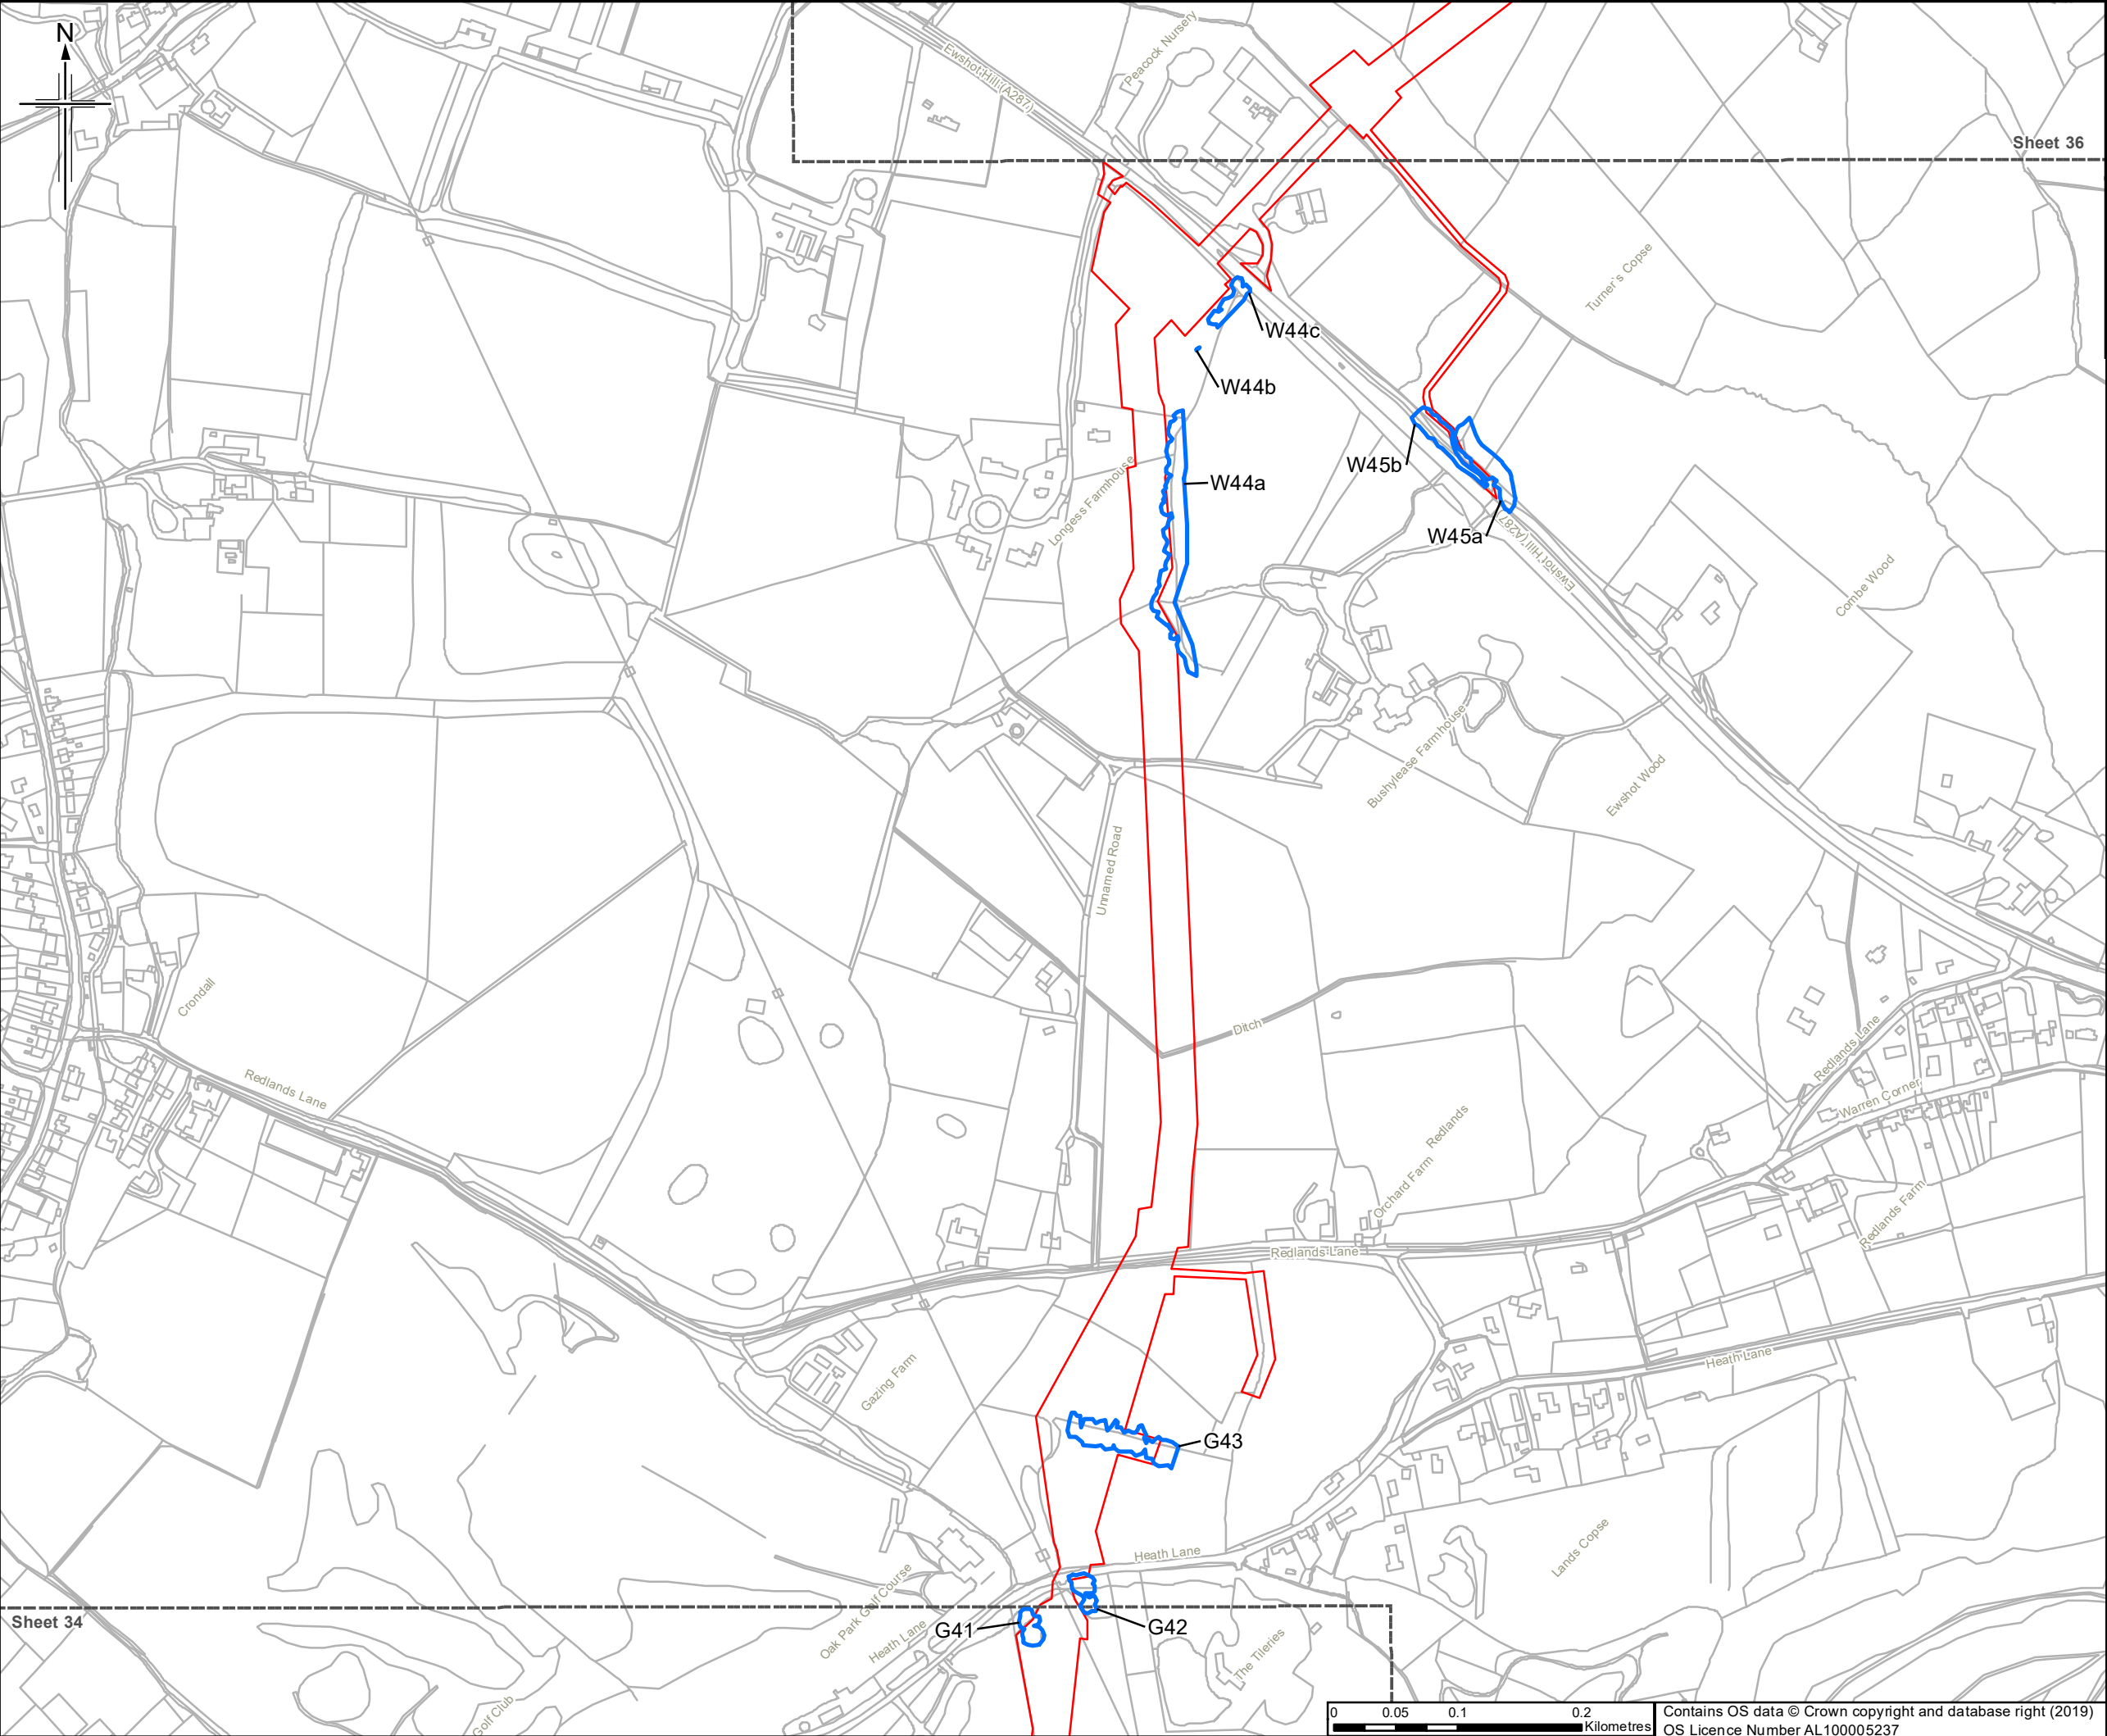 N
Ewshot Hill (A287)
Peacock Nursery
Sheet 36
Turner's Copse
W44c
W44b
W45b
W44a
Longess Farmhouse
W45a
Ewshot Hill (A287)
Combe Wood
Bushylease Farmhouse
Ewshot Wood
Unnamed Road
Crondall
Ditch
Redlands Lane
Redlands Lane
Warren Corner
Redlands
Orchard Farm
Redlands Farm
Redlands Lane
Heath Lane
Gazing Farm
G43
Heath Lane
Lands Copse
Oak Park Golf Course
Sheet 34
G41
G42
Heath Lane
The Tileries
Golf Club
0 0.05 0.1 0.2
Kilometres
Contains OS data © Crown copyright and database right (2019)
OS Licence Number AL100005237